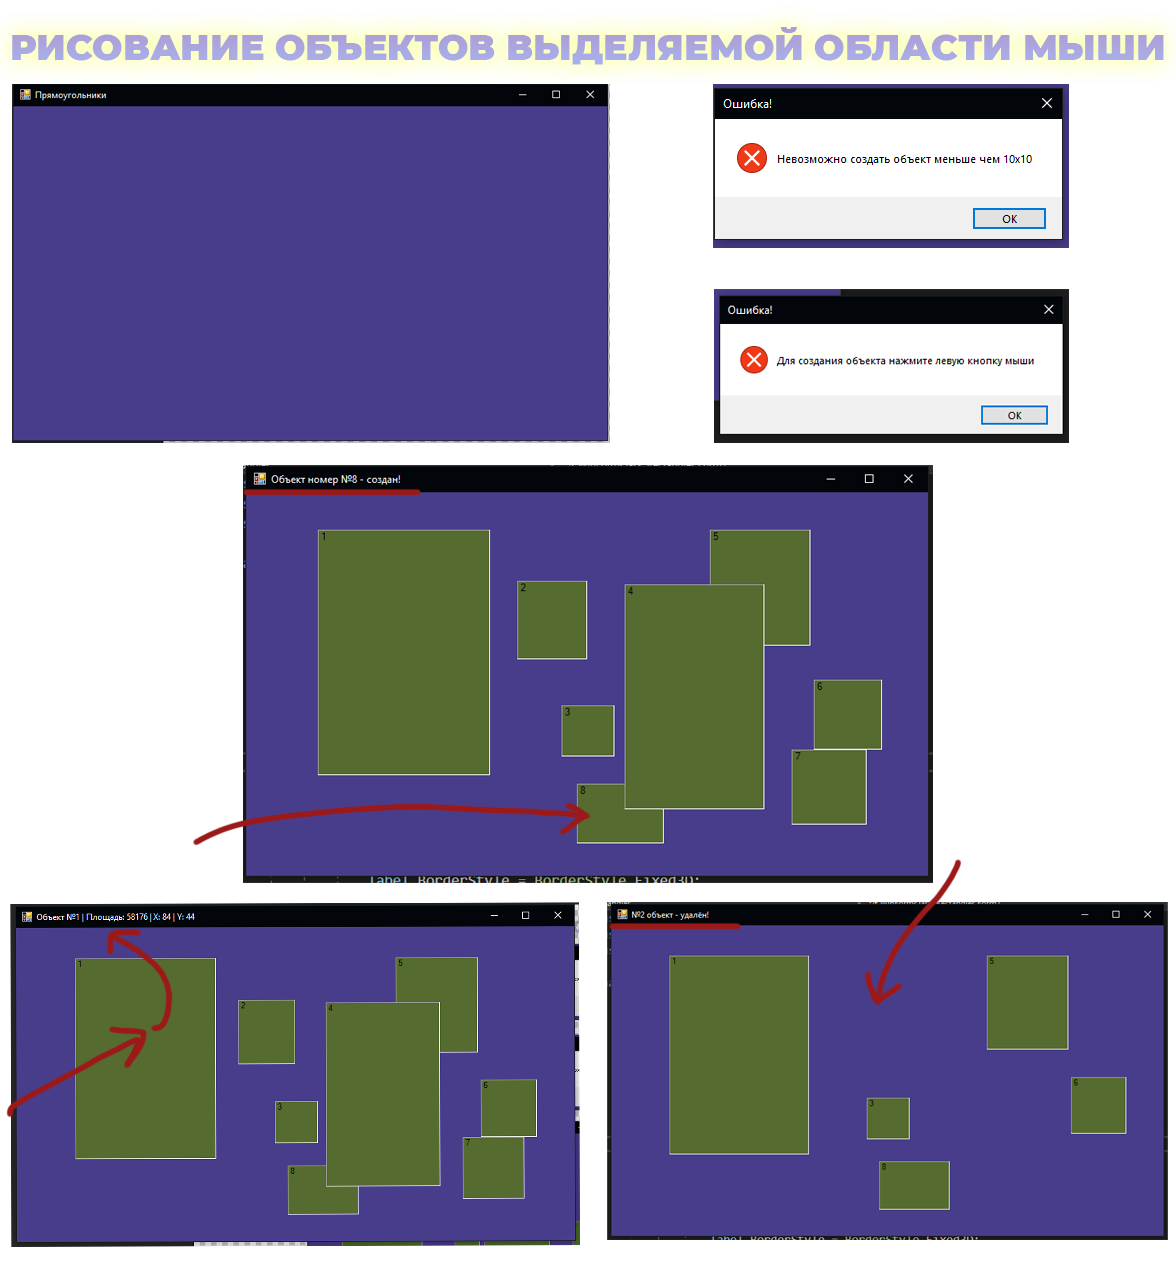 РИСОВАНИЕ ОБЪЕКТОВ ВЫДЕЛЯЕМОЙ ОБЛАСТИ МЫШИ
Прямоугольники
Ошибка!
Невозможно создать объект меньше чем 10x10
ОК
Ошибка!
Для создания объекта нажмите левую кнопку мыши
ОК
Объект номер №8 - создан!
1
5
2
4
6
3
7
8
label BorderStyle = BorderStyle Fixed3D;
Объект №1 | Площадь: 58176 | X: 84 | Y: 44
1
5
2
4
6
3
7
8
№2 объект - удалён!
1
5
6
3
8
label BorderStyle = BorderStyle Fixed3D;